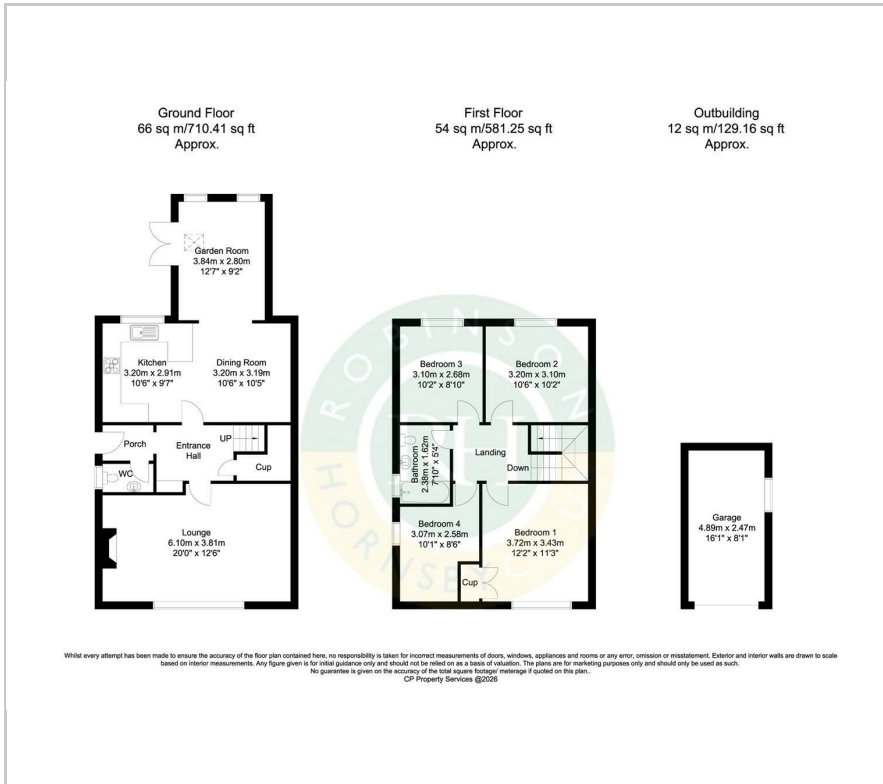 Ground Floor
66 sq m/710.41 sq ft
Approx.
First Floor
54 sq m/581.25 sq ft
Approx.
Outbuilding
12 sq m/129.16 sq ft
Approx.
Garden Room
3.84m x 2.80m
12'7" x 9'2"
Kitchen
3.20m x 2.91m
10'6" x 9'7"
Dining Room
3.20m x 3.19m
10'6" x 10'5"
Porch
Entrance
Hall
UP
Cup
WC
Lounge
6.10m x 3.81m
20'0" x 12'6"
Bedroom 3
3.10m x 2.68m
10'2" x 8'10"
Bedroom 2
3.20m x 3.10m
10'6" x 10'2"
Bathroom
2.38m x 1.62m
7'10" x 5'4"
Landing
Down
Bedroom 4
3.07m x 2.58m
10'1" x 8'6"
Bedroom 1
3.72m x 3.43m
12'2" x 11'3"
Cup
Garage
4.89m x 2.47m
16'1" x 8'1"
ROBINSON
HORNSBY
Whilst every attempt has been made to ensure the accuracy of the floor plan contained here, no responsibility is taken for incorrect measurements of doors, windows, appliances and rooms or any error, omission or misstatement. Exterior and interior walls are drawn to scale
based on interior measurements. Any figure given is for initial guidance only and should not be relied on as a basis of valuation. The plans are for marketing purposes only and should only be used as such.
No guarantee is given on the accuracy of the total square footage/ meterage if quoted on this plan..
CP Property Services @2026